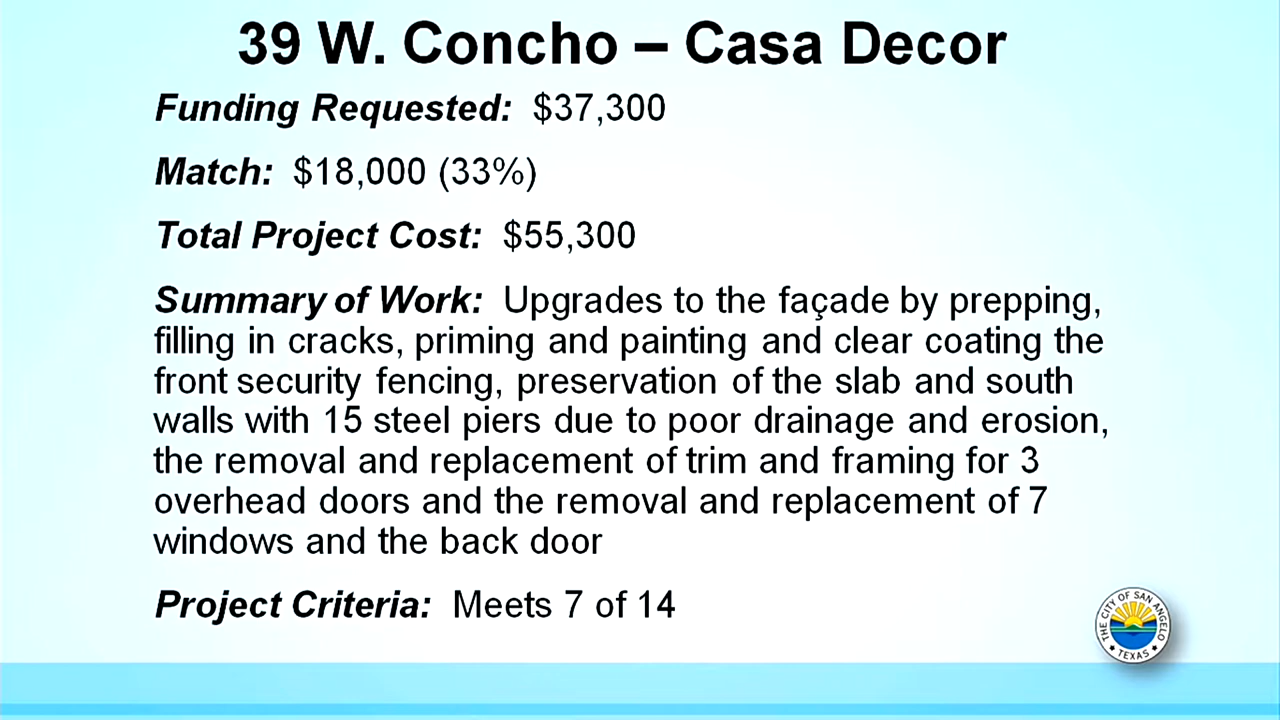 39 W. Concho – Casa Decor
Funding Requested: $37,300
Match: $18,000 (33%)
Total Project Cost: $55,300
Summary of Work: Upgrades to the façade by prepping,
filling in cracks, priming and painting and clear coating the
front security fencing, preservation of the slab and south
walls with 15 steel piers due to poor drainage and erosion,
the removal and replacement of trim and framing for 3
overhead doors and the removal and replacement of 7
windows and the back door
Project Criteria: Meets 7 of 14
THE CITY OF SAN ANGELO
TEXAS